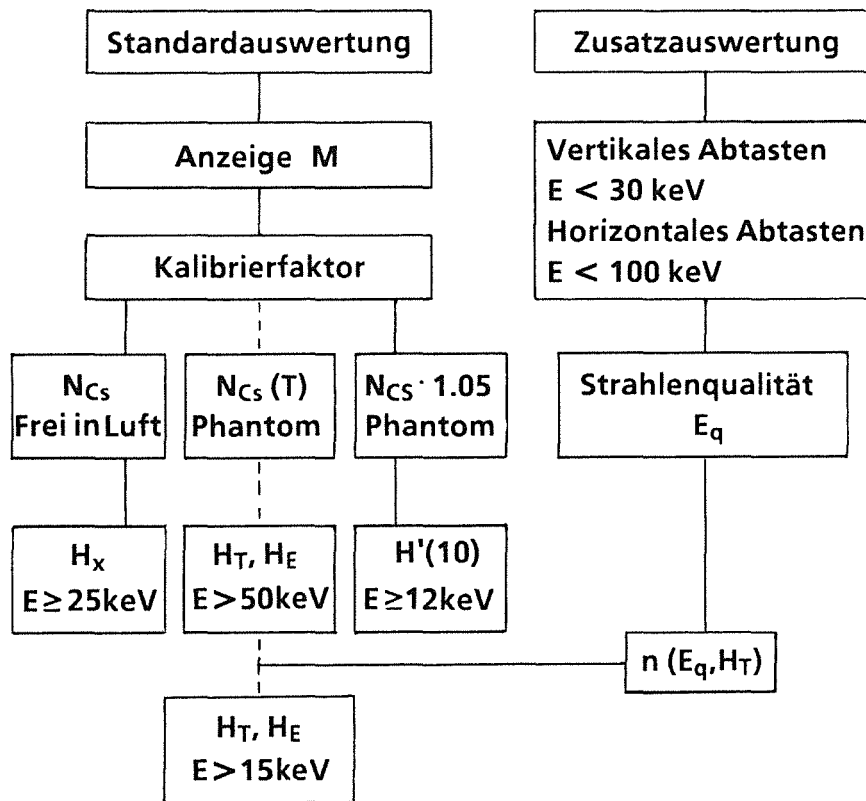 Standardauswertung
Zusatzauswertung
Anzeige M
Vertikales Abtasten
E < 30 keV
Horizontales Abtasten
E < 100 keV
Kalibrierfaktor
N_Cs
Frei in Luft
N_Cs (T)
Phantom
N_CS · 1.05
Phantom
Strahlenqualität
E_q
H_x
E ≥ 25keV
H_T, H_E
E > 50keV
H'(10)
E ≥ 12keV
n (E_q,H_T)
H_T, H_E
E > 15keV